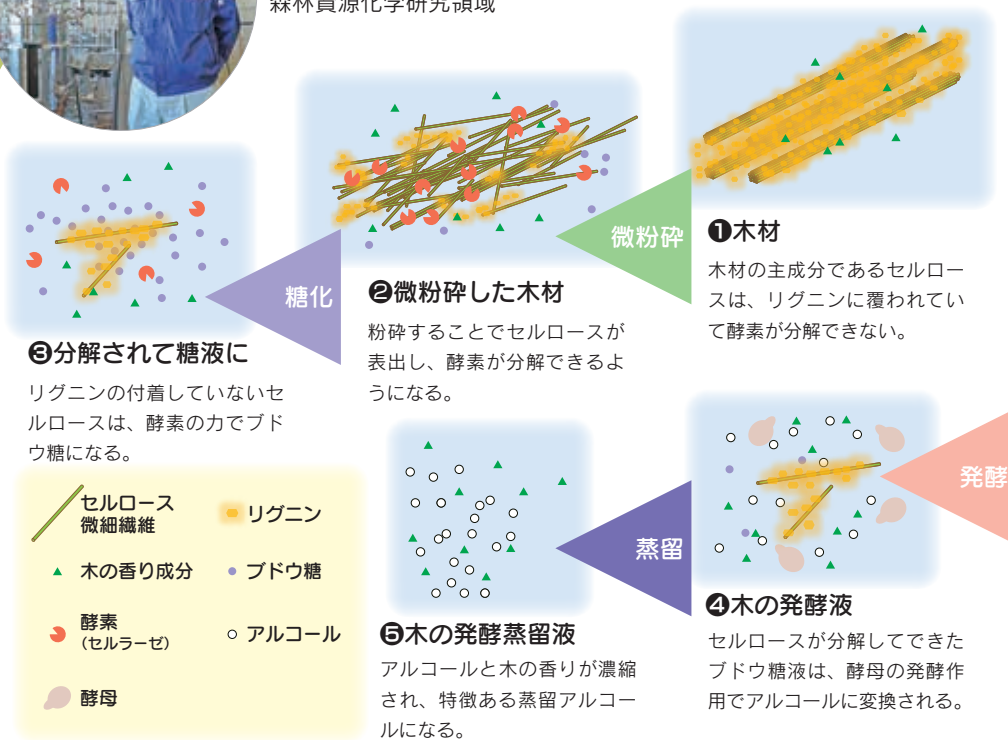 森林資源化学研究領域
微粉砕
❶木材
木材の主成分であるセルロー
スは、リグニンに覆われてい
て酵素が分解できない。
糖化
❷微粉砕した木材
粉砕することでセルロースが
表出し、酵素が分解できるよ
うになる。
❸分解されて糖液に
リグニンの付着していないセ
ルロースは、酵素の力でブド
ウ糖になる。
発酵
❹木の発酵液
セルロースが分解してできた
ブドウ糖液は、酵母の発酵作
用でアルコールに変換される。
蒸留
❺木の発酵蒸留液
アルコールと木の香りが濃縮
され、特徴ある蒸留アルコー
ルになる。
セルロース
微細繊維
リグニン
木の香り成分
ブドウ糖
酵素
(セルラーゼ)
アルコール
酵母